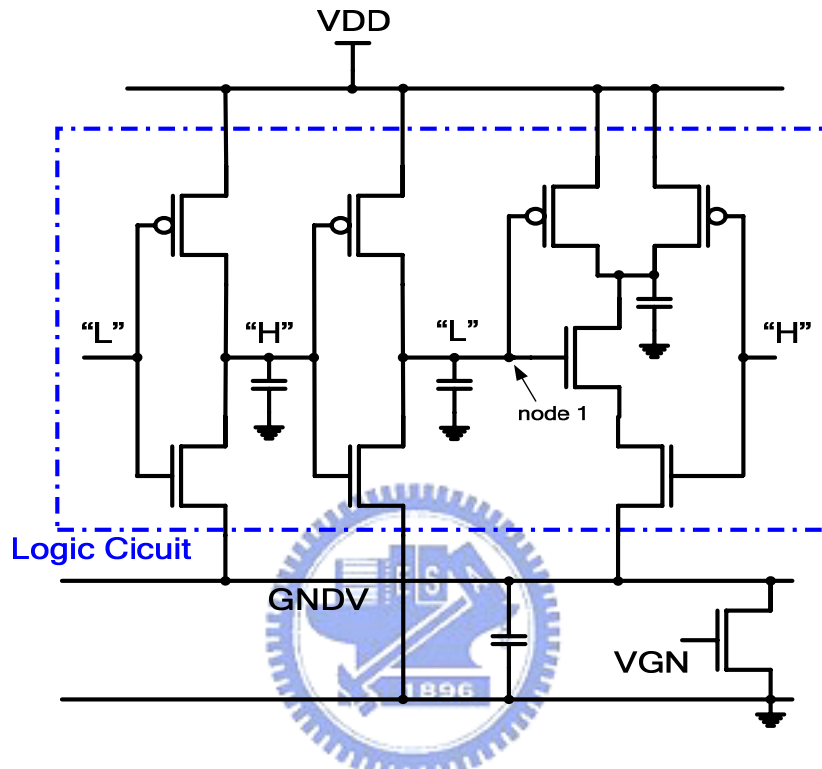 VDD
“L”
“H”
“L”
“H”
node 1
Logic Cicuit
GNDV
VGN
1896